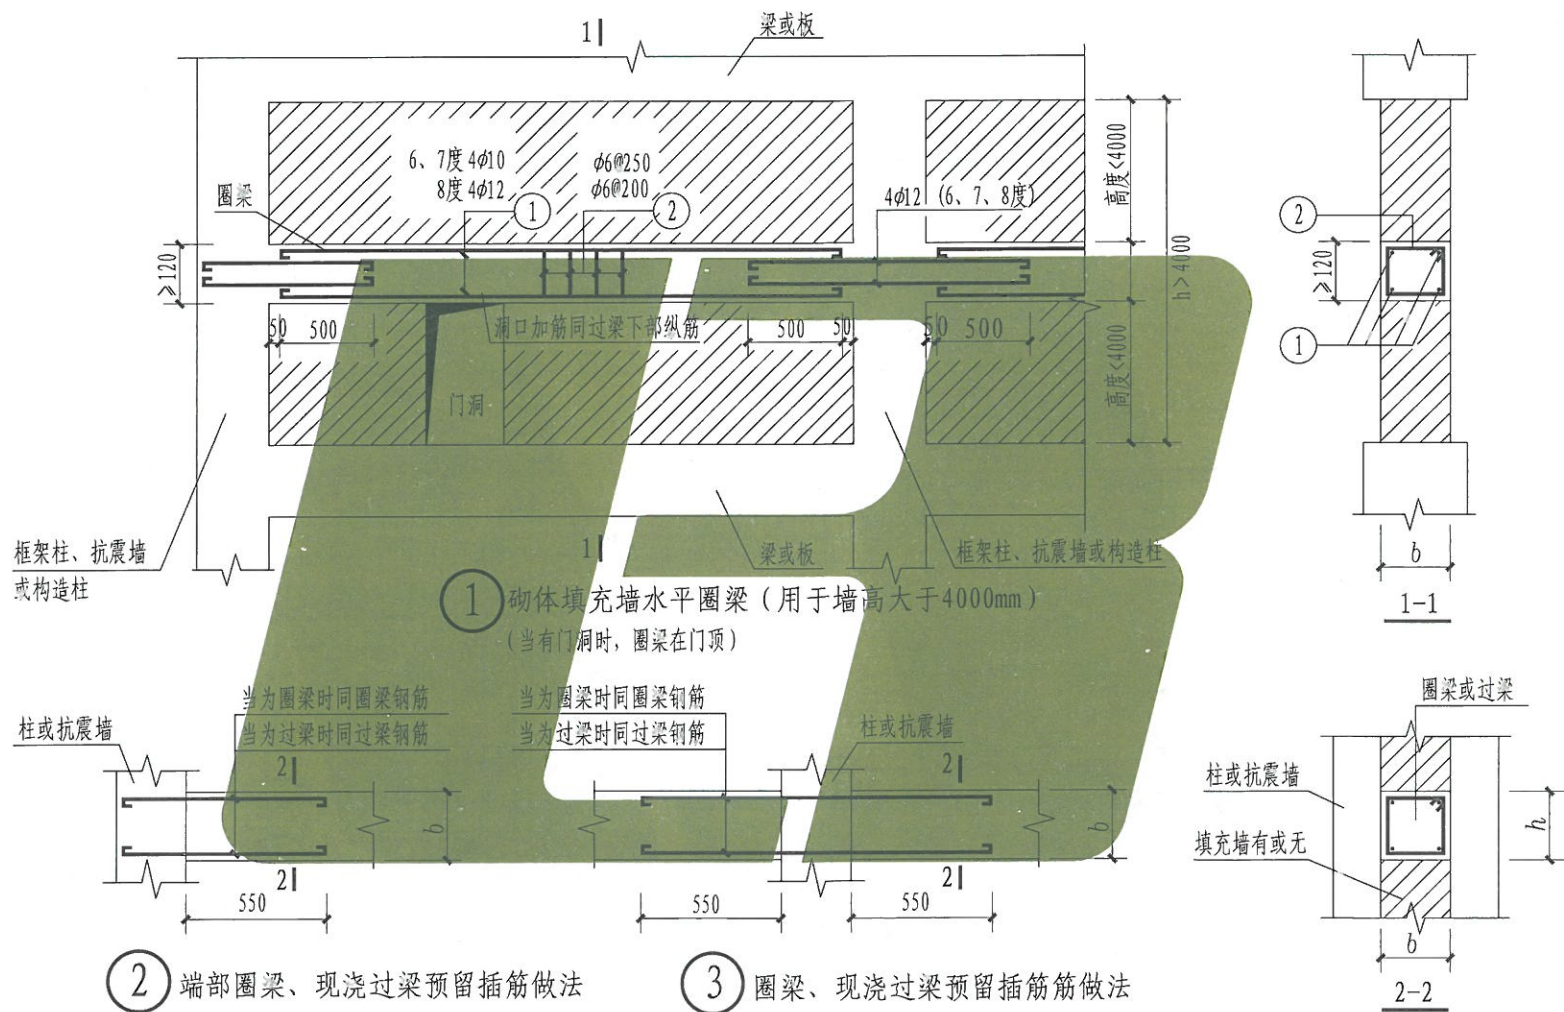 1
梁或板
6、7度 4ϕ10
8度 4ϕ12
ϕ6@250
ϕ6@200
1
2
4ϕ12 (6、7、8度)
圈梁
≥120
50
500
洞口加筋同过梁下部纵筋
500
50
50
500
高度<4000
h>4000
高度<4000
门洞
框架柱、抗震墙
或构造柱
1
梁或板
框架柱、抗震墙或构造柱
1 砌体填充墙水平圈梁（用于墙高大于4000mm）
（当有门洞时，圈梁在门顶）
2
≥120
1
b
1-1
当为圈梁时同圈梁钢筋
当为过梁时同过梁钢筋
柱或抗震墙
2
b
2
550
2 端部圈梁、现浇过梁预留插筋做法
当为圈梁时同圈梁钢筋
当为过梁时同过梁钢筋
柱或抗震墙
2
b
2
550
550
3 圈梁、现浇过梁预留插筋筋做法
圈梁或过梁
柱或抗震墙
填充墙有或无
h
b
2-2